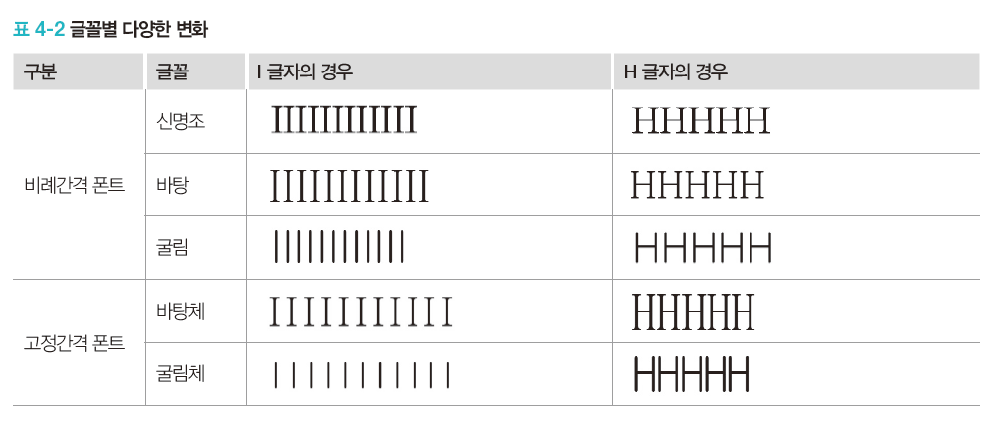 표 4-2 글꼴별 다양한 변화
구분 글꼴 I 글자의 경우 H 글자의 경우
신명조 IIIIIIIIIIII HHHHH
비례간격 폰트 바탕 IIIIIIIIIIII HHHHH
굴림 IIIIIIIIIIII HHHHH
고정간격 폰트 바탕체 IIIIIIIIIII HHHHH
굴림체 IIIIIIIIIII HHHHH